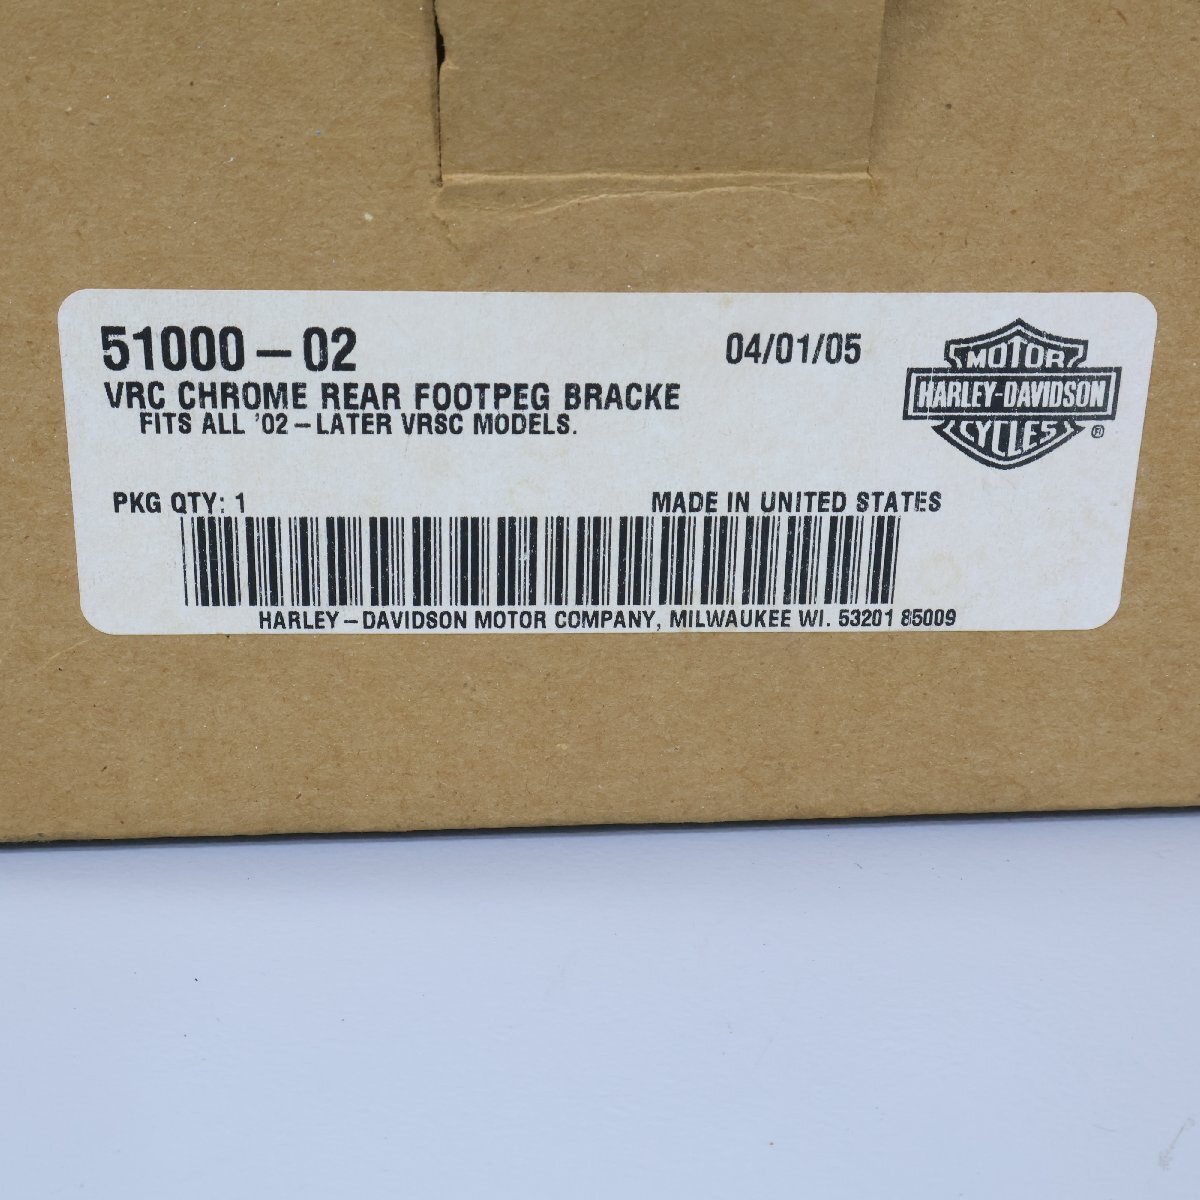 51000-02
04/01/05
VRC CHROME REAR FOOTPEG BRACKE
FITS ALL '02-LATER VRSC MODELS.
MOTOR
HARLEY-DAVIDSON
CYCLES
®
PKG QTY: 1
MADE IN UNITED STATES
HARLEY-DAVIDSON MOTOR COMPANY, MILWAUKEE WI. 53201 85009